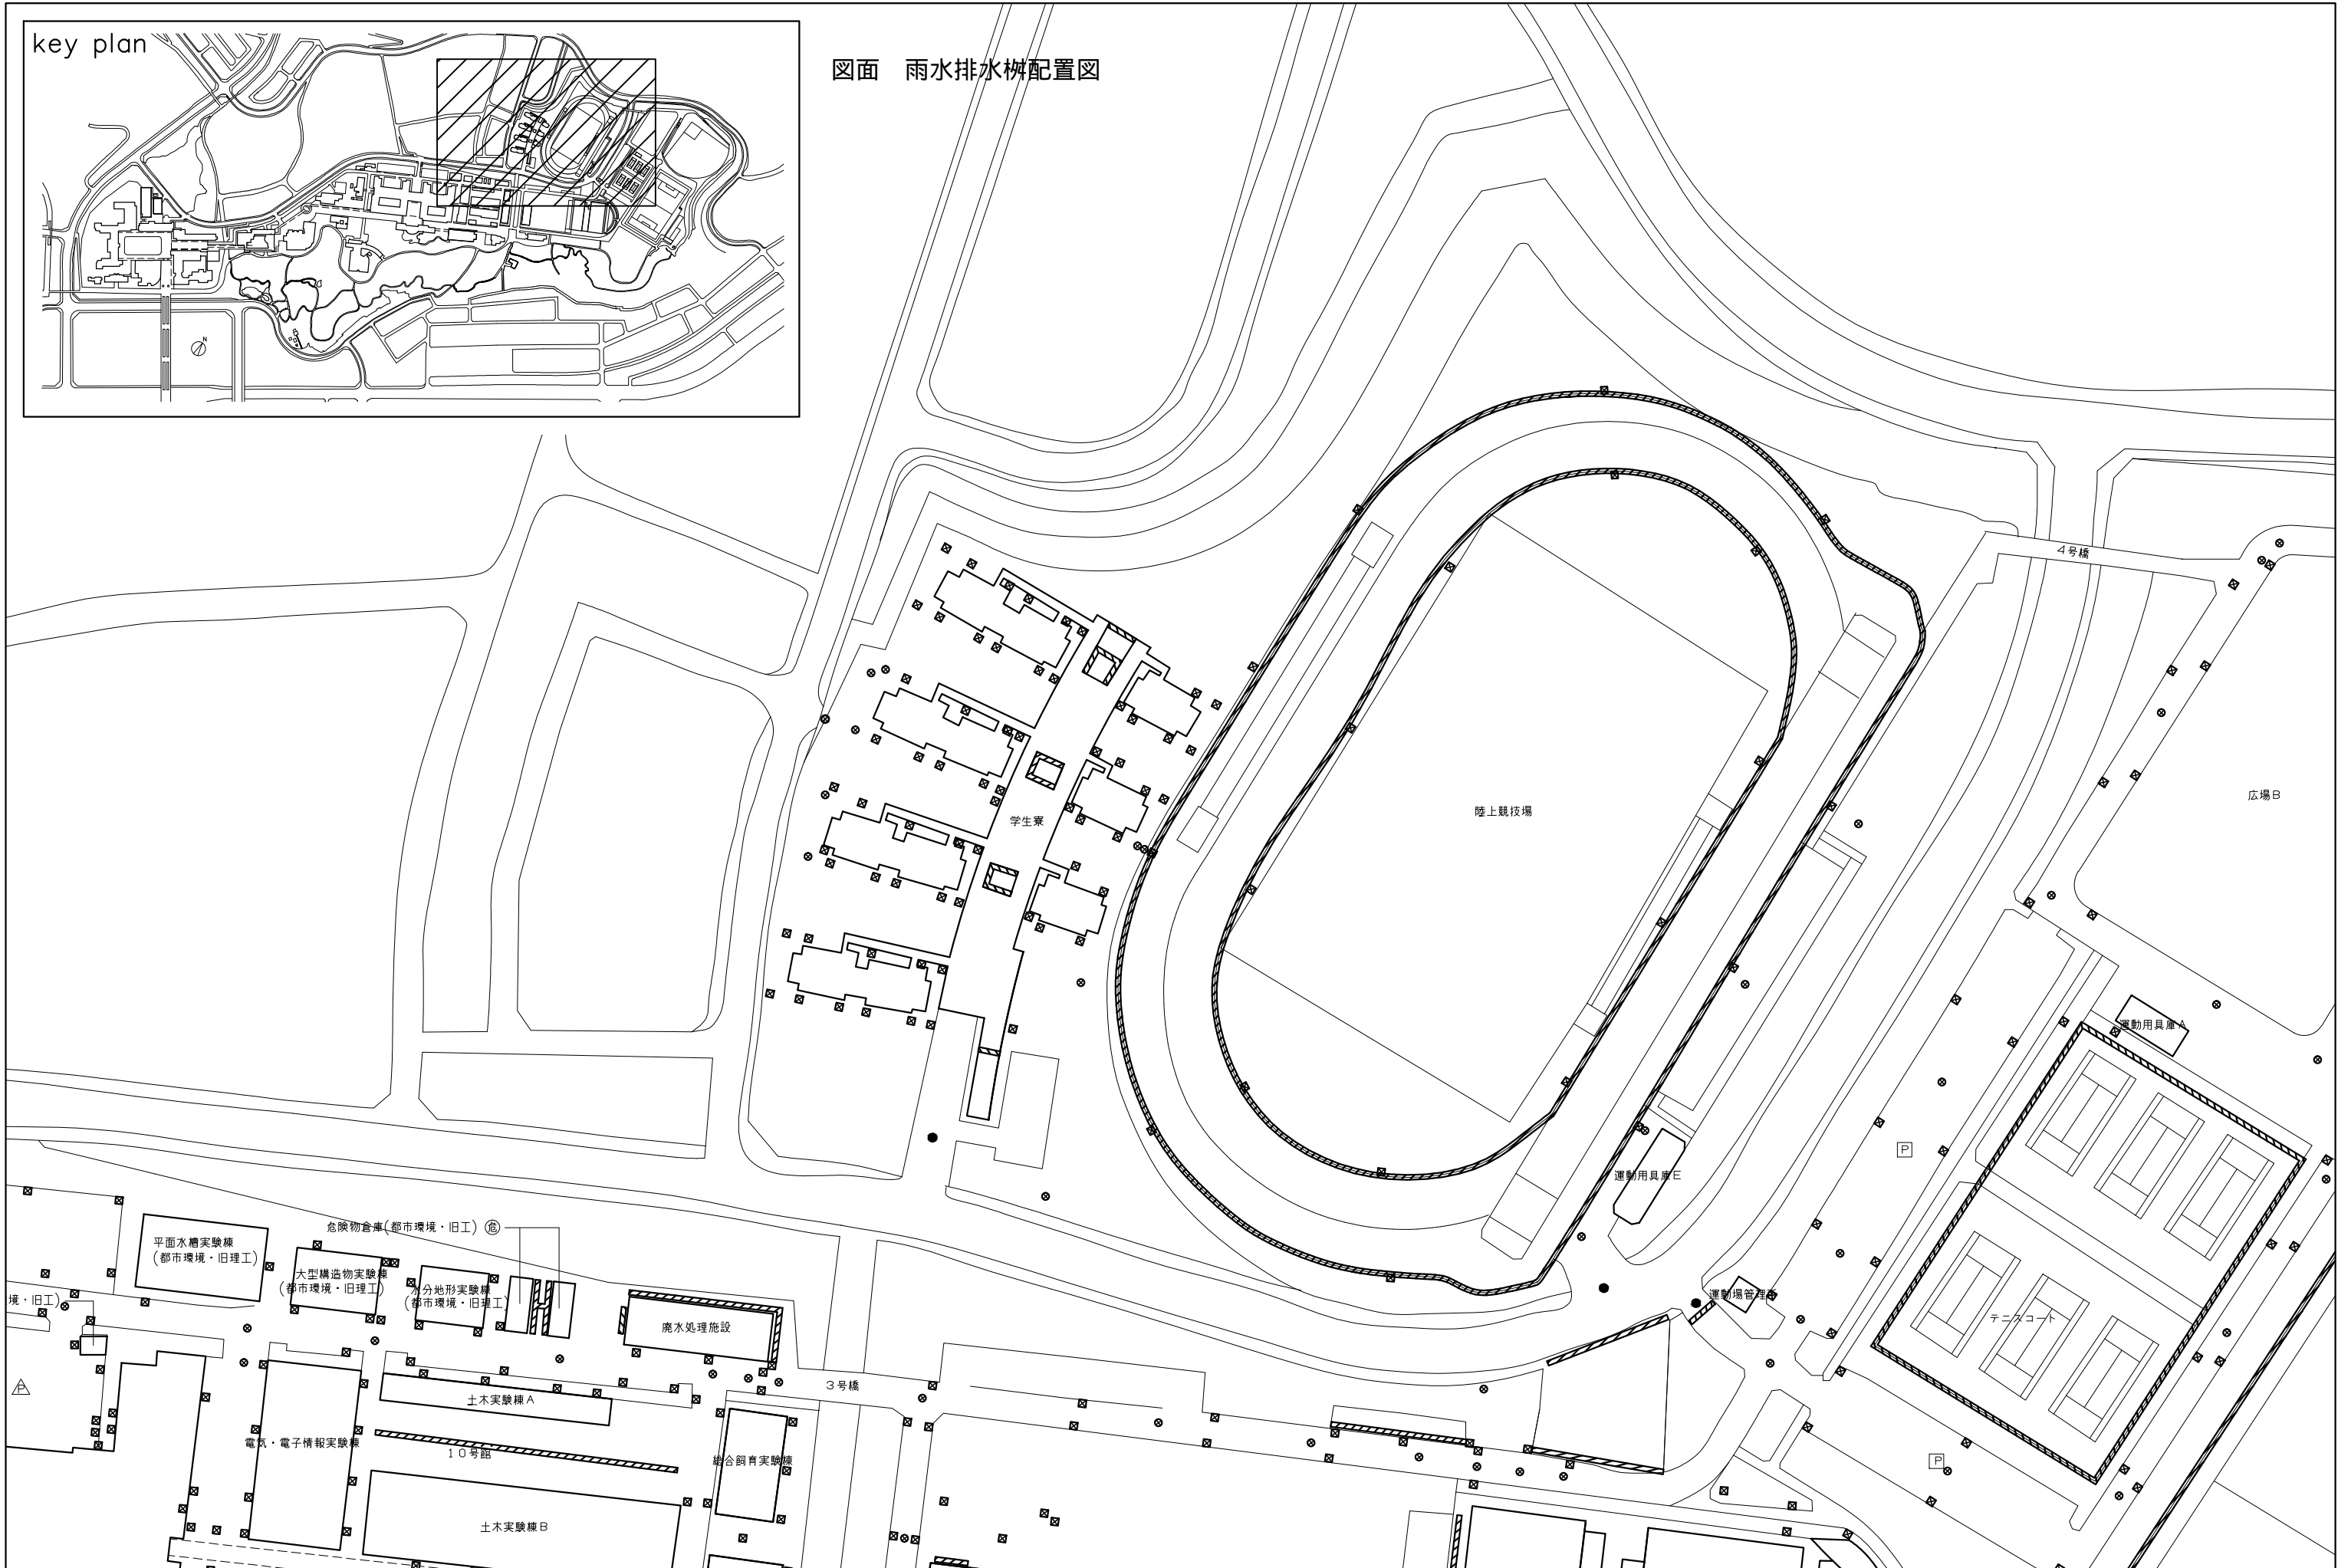 key plan
N
図面　雨水排水桝配置図
4号橋
広場B
陸上競技場
学生寮
運動用具庫A
P
運動用具庫E
危険物倉庫(都市環境・旧工) 危
平面水槽実験棟
(都市環境・旧理工)
大型構造物実験棟
(都市環境・旧理工)
水分地形実験棟
(都市環境・旧理工)
境・旧工)
運動場管理
テニスコート
廃水処理施設
3号橋
P
土木実験棟A
電気・電子情報実験棟
10号館
総合飼育実験棟
P
土木実験棟B